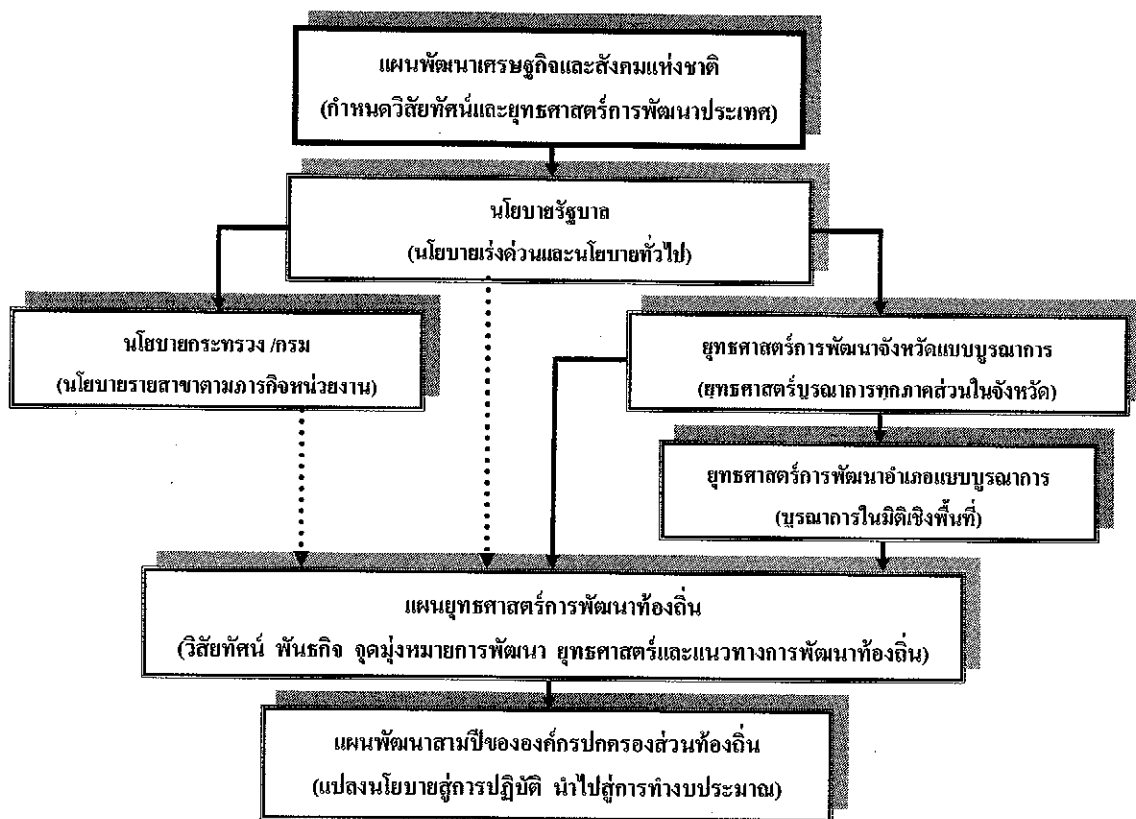 แผนพัฒนาเศรษฐกิจและสังคมแห่งชาติ
(กำหนดวิสัยทัศน์และยุทธศาสตร์การพัฒนาประเทศ)
นโยบายรัฐบาล
(นโยบายเร่งด่วนและนโยบายทั่วไป)
นโยบายกระทรวง /กรม
(นโยบายรายสาขาตามภารกิจหน่วยงาน)
ยุทธศาสตร์การพัฒนาจังหวัดแบบบูรณาการ
(ยุทธศาสตร์บูรณาการทุกภาคส่วนในจังหวัด)
ยุทธศาสตร์การพัฒนาอำเภอแบบบูรณาการ
(บูรณาการในมิติเชิงพื้นที่)
แผนยุทธศาสตร์การพัฒนาท้องถิ่น
(วิสัยทัศน์ พันธกิจ จุดมุ่งหมายการพัฒนา ยุทธศาสตร์และแนวทางการพัฒนาท้องถิ่น)
แผนพัฒนาสามปีขององค์กรปกครองส่วนท้องถิ่น
(แปลงนโยบายสู่การปฏิบัติ นำไปสู่การทำงบประมาณ)